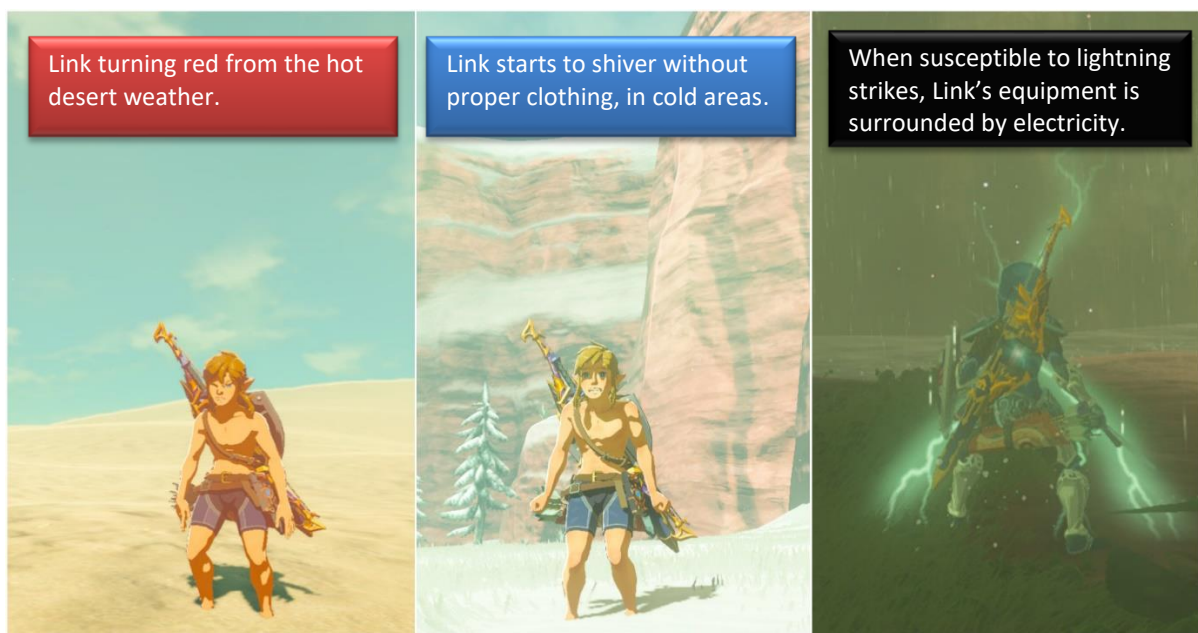 Link turning red from the hot
desert weather.
Link starts to shiver without
proper clothing, in cold areas.
When susceptible to lightning
strikes, Link’s equipment is
surrounded by electricity.